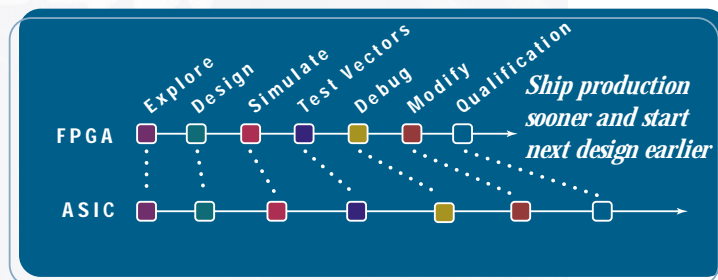 Explore
Design
Simulate
Test Vectors
Debug
Modify
Qualification
Ship production
sooner and start
next design earlier
FPGA
ASIC